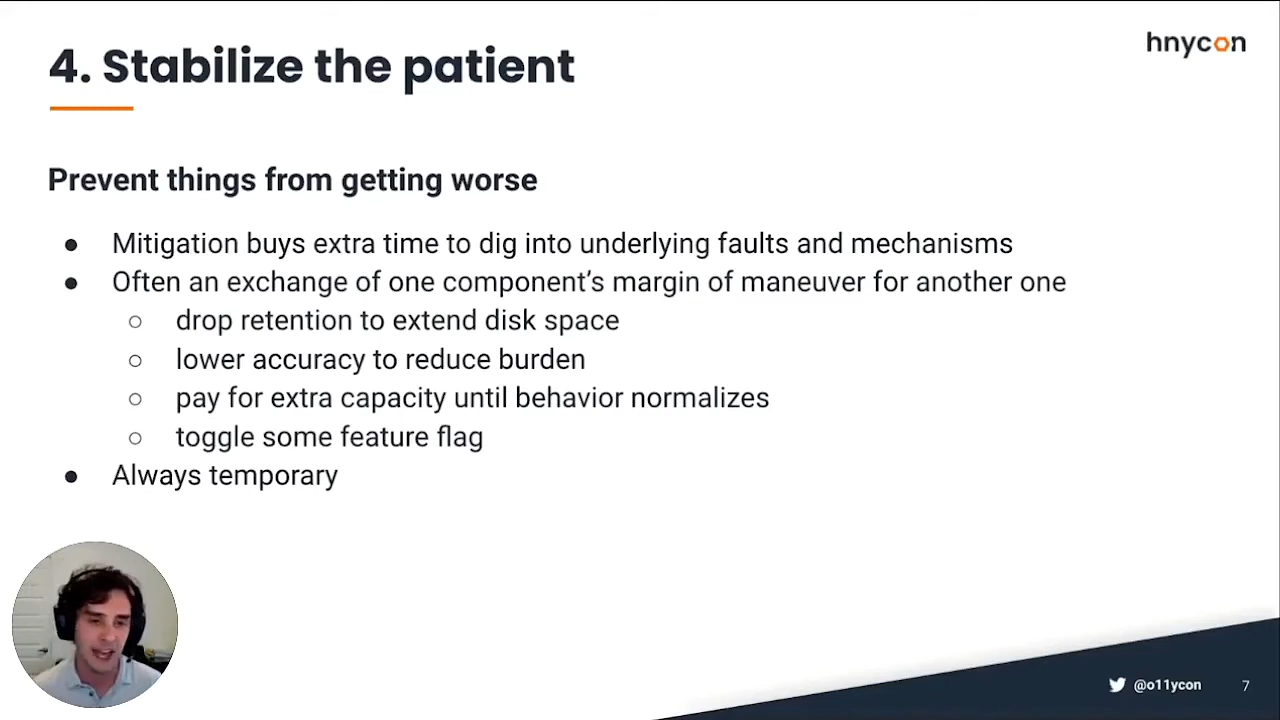 hnycon
4. Stabilize the patient
Prevent things from getting worse
● Mitigation buys extra time to dig into underlying faults and mechanisms
● Often an exchange of one component’s margin of maneuver for another one
○ drop retention to extend disk space
○ lower accuracy to reduce burden
○ pay for extra capacity until behavior normalizes
○ toggle some feature flag
● Always temporary
@o11ycon
7